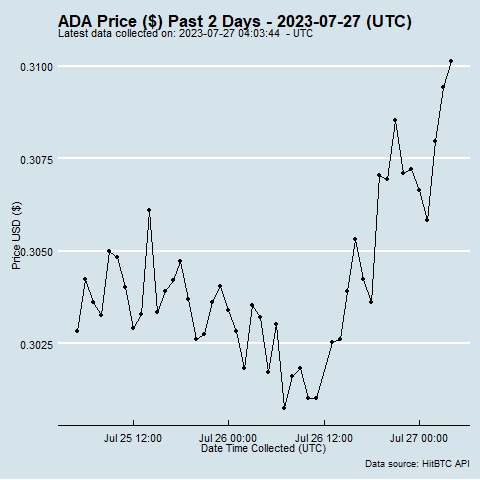 ADA Price ($) Past 2 Days - 2023-07-27 (UTC)
Latest data collected on: 2023-07-27 04:03:44  - UTC
0.3100
0.3075
0.3050
0.3025
Price USD ($)
Jul 25 12:00
Jul 26 00:00
Jul 26 12:00
Jul 27 00:00
Date Time Collected (UTC)
Data source: HitBTC API